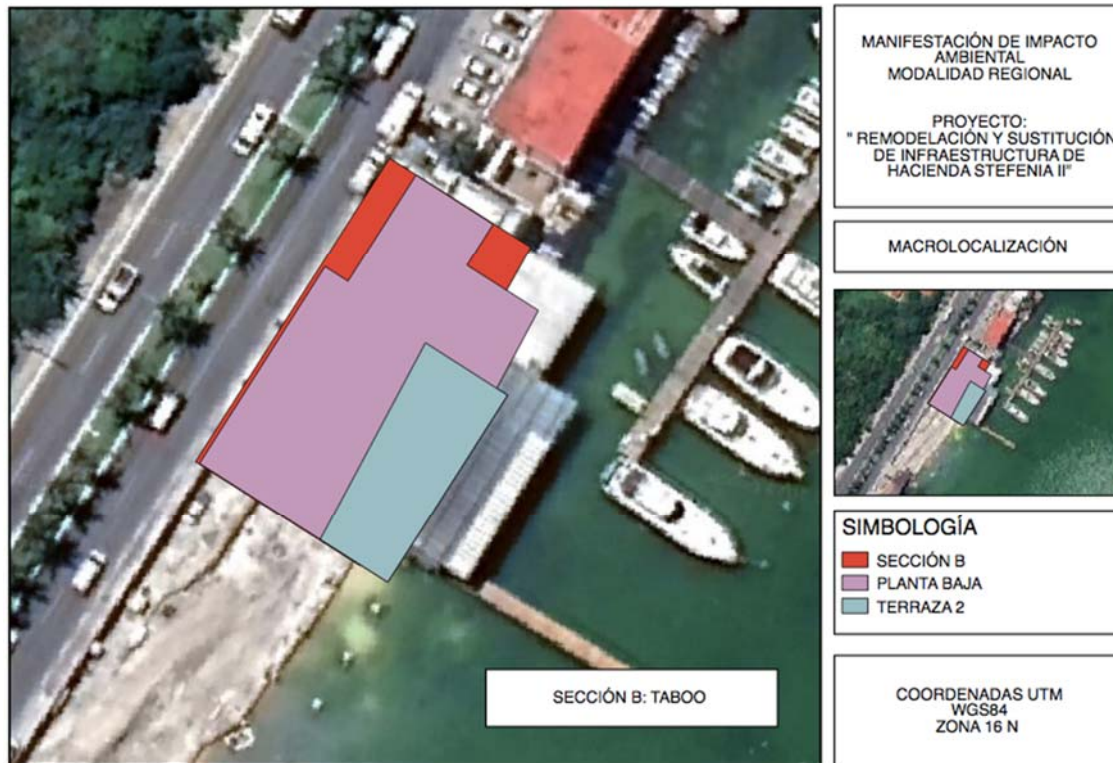 MANIFESTACIÓN DE IMPACTO
AMBIENTAL
MODALIDAD REGIONAL
PROYECTO:
" REMODELACIÓN Y SUSTITUCIÓN
DE INFRAESTRUCTURA DE
HACIENDA STEFENIA II"
MACROLOCALIZACIÓN
SIMBOLOGÍA
SECCIÓN B
PLANTA BAJA
TERRAZA 2
SECCIÓN B: TABOO
COORDENADAS UTM
WGS84
ZONA 16 N